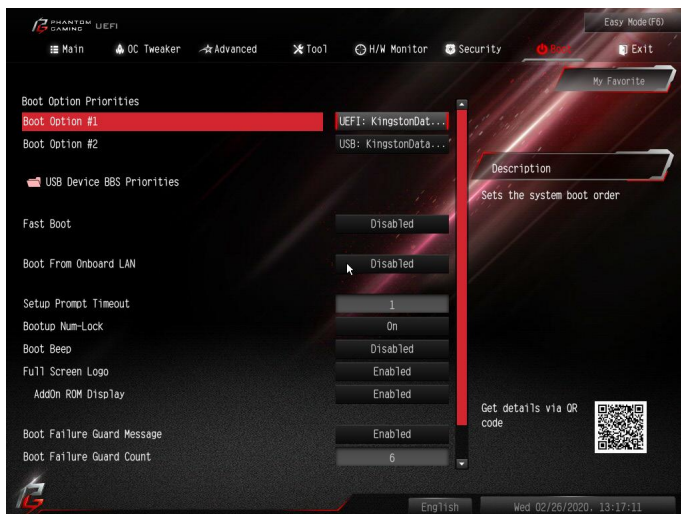 PHANTOM GAMING UEFI
Easy Mode(F6)
Main OC Tweaker Advanced Tool H/W Monitor Security Boot Exit
My Favorite
Boot Option Priorities
Boot Option #1 UEFI: KingstonDat...
Boot Option #2 USB: KingstonData...
USB Device BBS Priorities
Fast Boot Disabled
Boot From Onboard LAN Disabled
Setup Prompt Timeout 1
Bootup Num-Lock On
Boot Beep Disabled
Full Screen Logo Enabled
AddOn ROM Display Enabled
Boot Failure Guard Message Enabled
Boot Failure Guard Count 6
Description
Sets the system boot order
Get details via QR
code
English
Wed 02/26/2020, 13:17:11